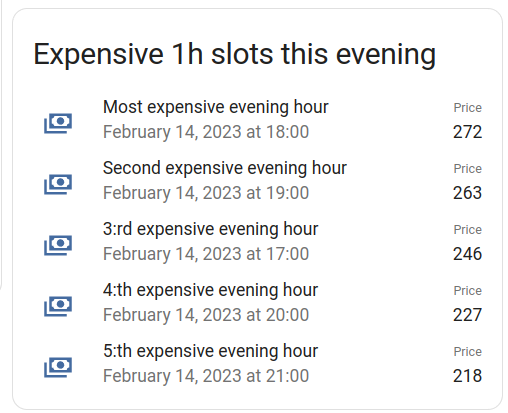 Expensive 1h slots this evening
Most expensive evening hour
Price
February 14, 2023 at 18:00
272
Second expensive evening hour
Price
February 14, 2023 at 19:00
263
3:rd expensive evening hour
Price
February 14, 2023 at 17:00
246
4:th expensive evening hour
Price
February 14, 2023 at 20:00
227
5:th expensive evening hour
Price
February 14, 2023 at 21:00
218